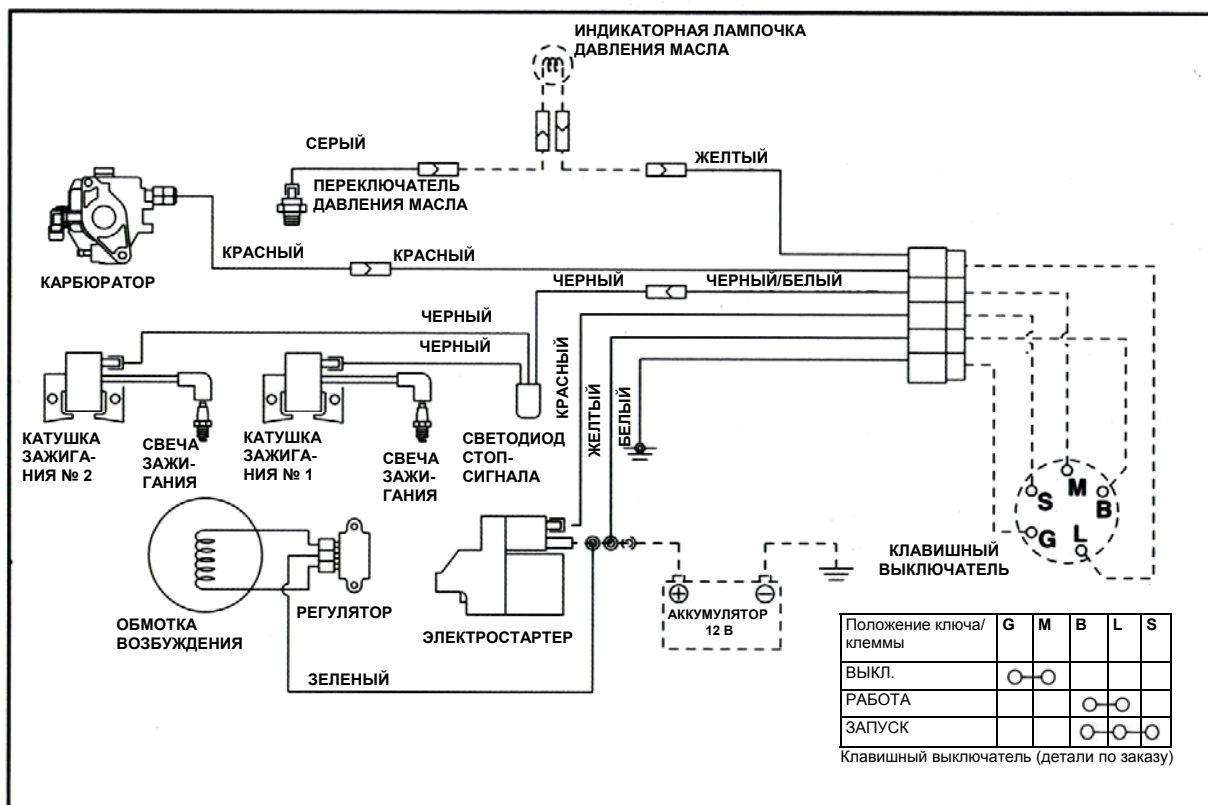 ИНДИКАТОРНАЯ ЛАМПОЧКА
ДАВЛЕНИЯ МАСЛА
СЕРЫЙ
ЖЕЛТЫЙ
ПЕРЕКЛЮЧАТЕЛЬ
ДАВЛЕНИЯ МАСЛА
КРАСНЫЙ
КРАСНЫЙ
КАРБЮРАТОР
ЧЕРНЫЙ
ЧЕРНЫЙ/БЕЛЫЙ
ЧЕРНЫЙ
ЧЕРНЫЙ
КРАСНЫЙ
ЖЕЛТЫЙ
БЕЛЫЙ
КАТУШКА
ЗАЖИГА-
НИЯ № 2
СВЕЧА
ЗАЖИ-
ГАНИЯ
КАТУШКА
ЗАЖИГА-
НИЯ № 1
СВЕЧА
ЗАЖИ-
ГАНИЯ
СВЕТОДИОД
СТОП-
СИГНАЛА
S M B
G L
КЛАВИШНЫЙ
ВЫКЛЮЧАТЕЛЬ
ОБМОТКА
ВОЗБУЖДЕНИЯ
РЕГУЛЯТОР
ЭЛЕКТРОСТАРТЕР
АККУМУЛЯТОР
12 В
ЗЕЛЕНЫЙ
Положение ключа/ G M B L S
клеммы
ВЫКЛ.
РАБОТА
ЗАПУСК
Клавишный выключатель (детали по заказу)